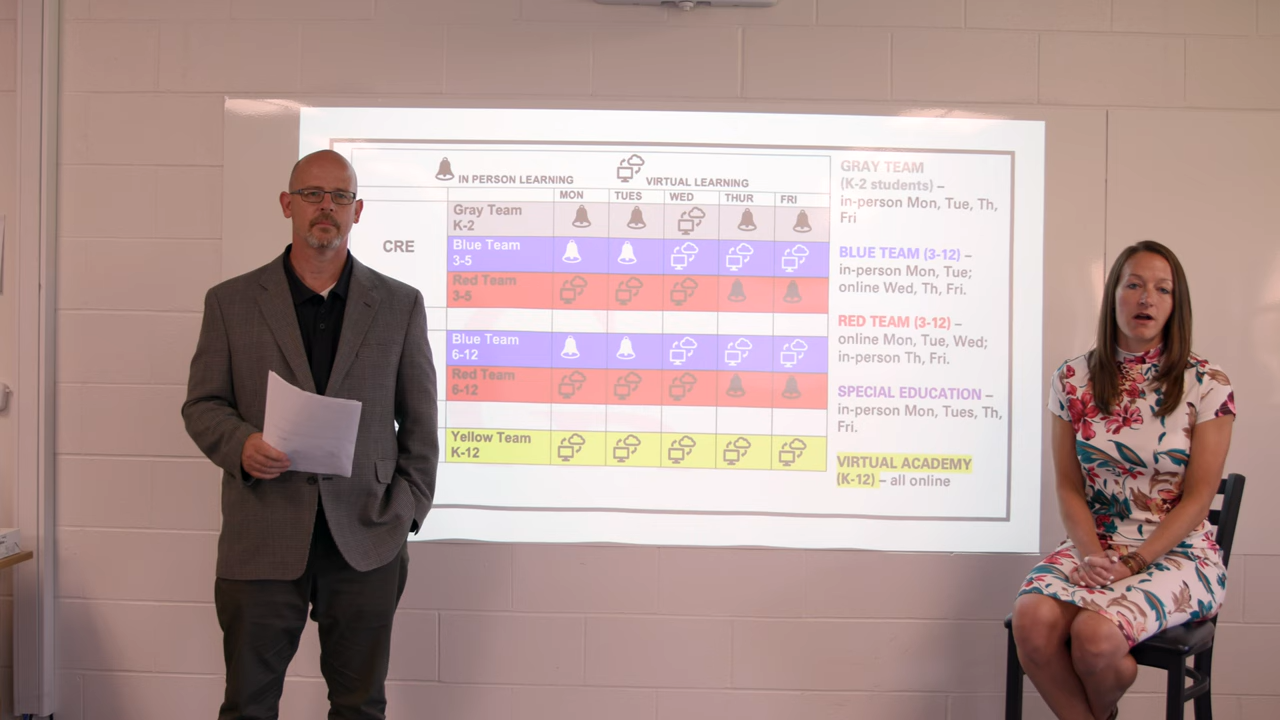 IN PERSON LEARNING VIRTUAL LEARNING
MON TUES WED THUR FRI
CRE
Gray Team
K-2
Blue Team
3-5
Red Team
3-5
Blue Team
6-12
Red Team
6-12
Yellow Team
K-12
GRAY TEAM
(K-2 students) –
in-person Mon, Tue, Th,
Fri
BLUE TEAM (3-12) –
in-person Mon, Tue;
online Wed, Th, Fri.
RED TEAM (3-12) –
online Mon, Tue, Wed;
in-person Th, Fri.
SPECIAL EDUCATION –
in-person Mon, Tues, Th,
Fri.
VIRTUAL ACADEMY
(K-12) – all online